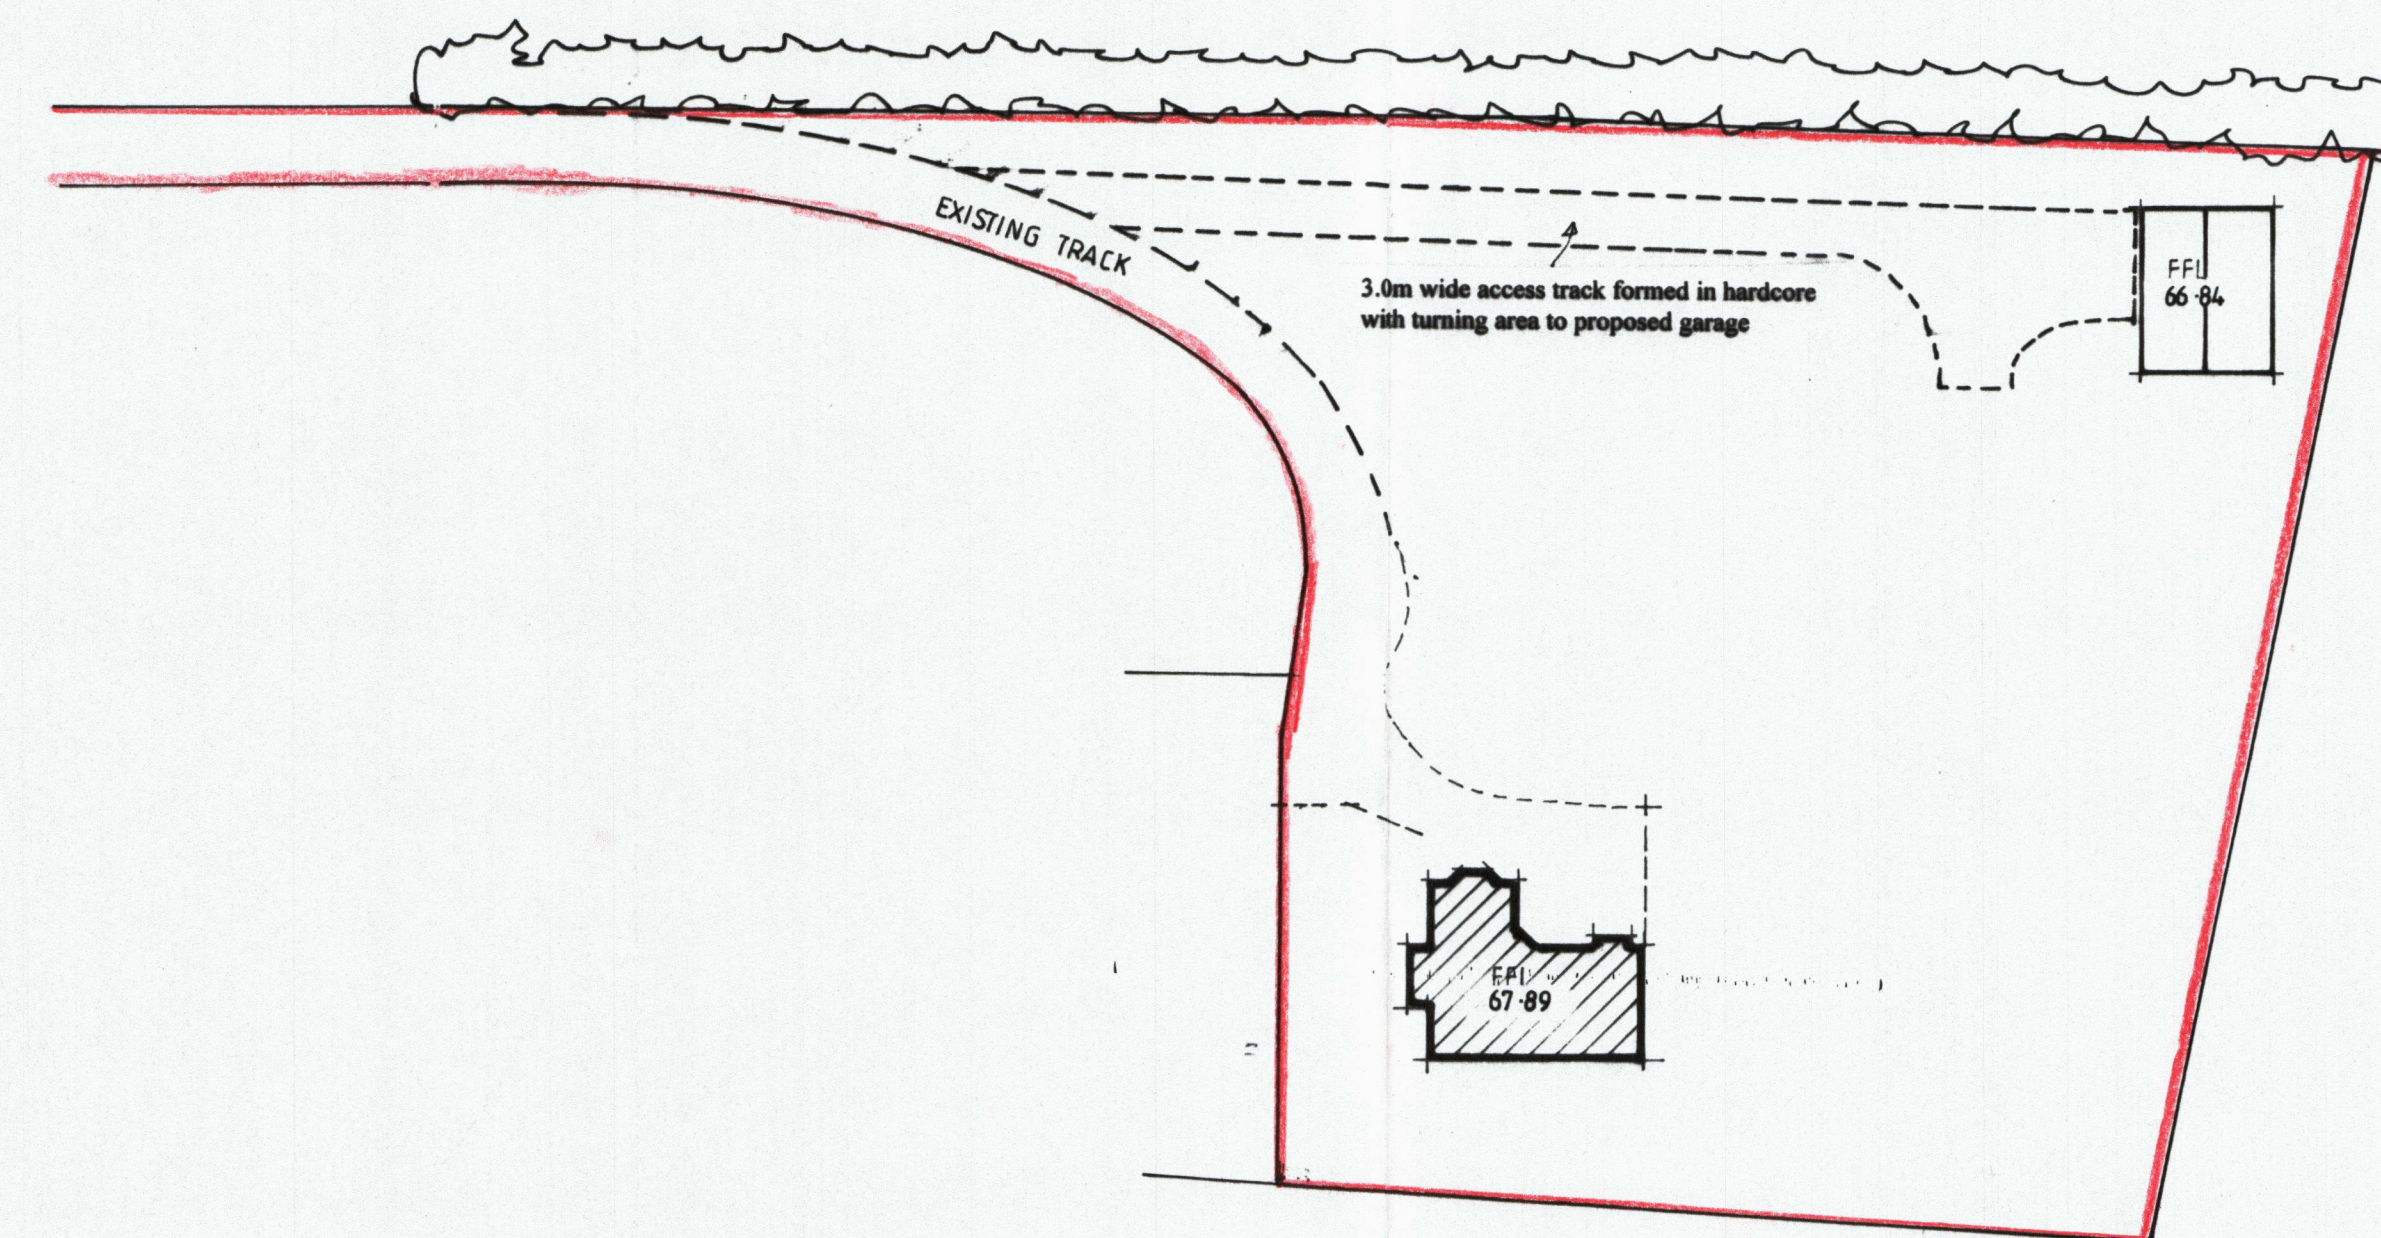 EXISTING TRACK
3.0m wide access track formed in hardcore
with turning area to proposed garage
FFL
66.84
FFL
67.89